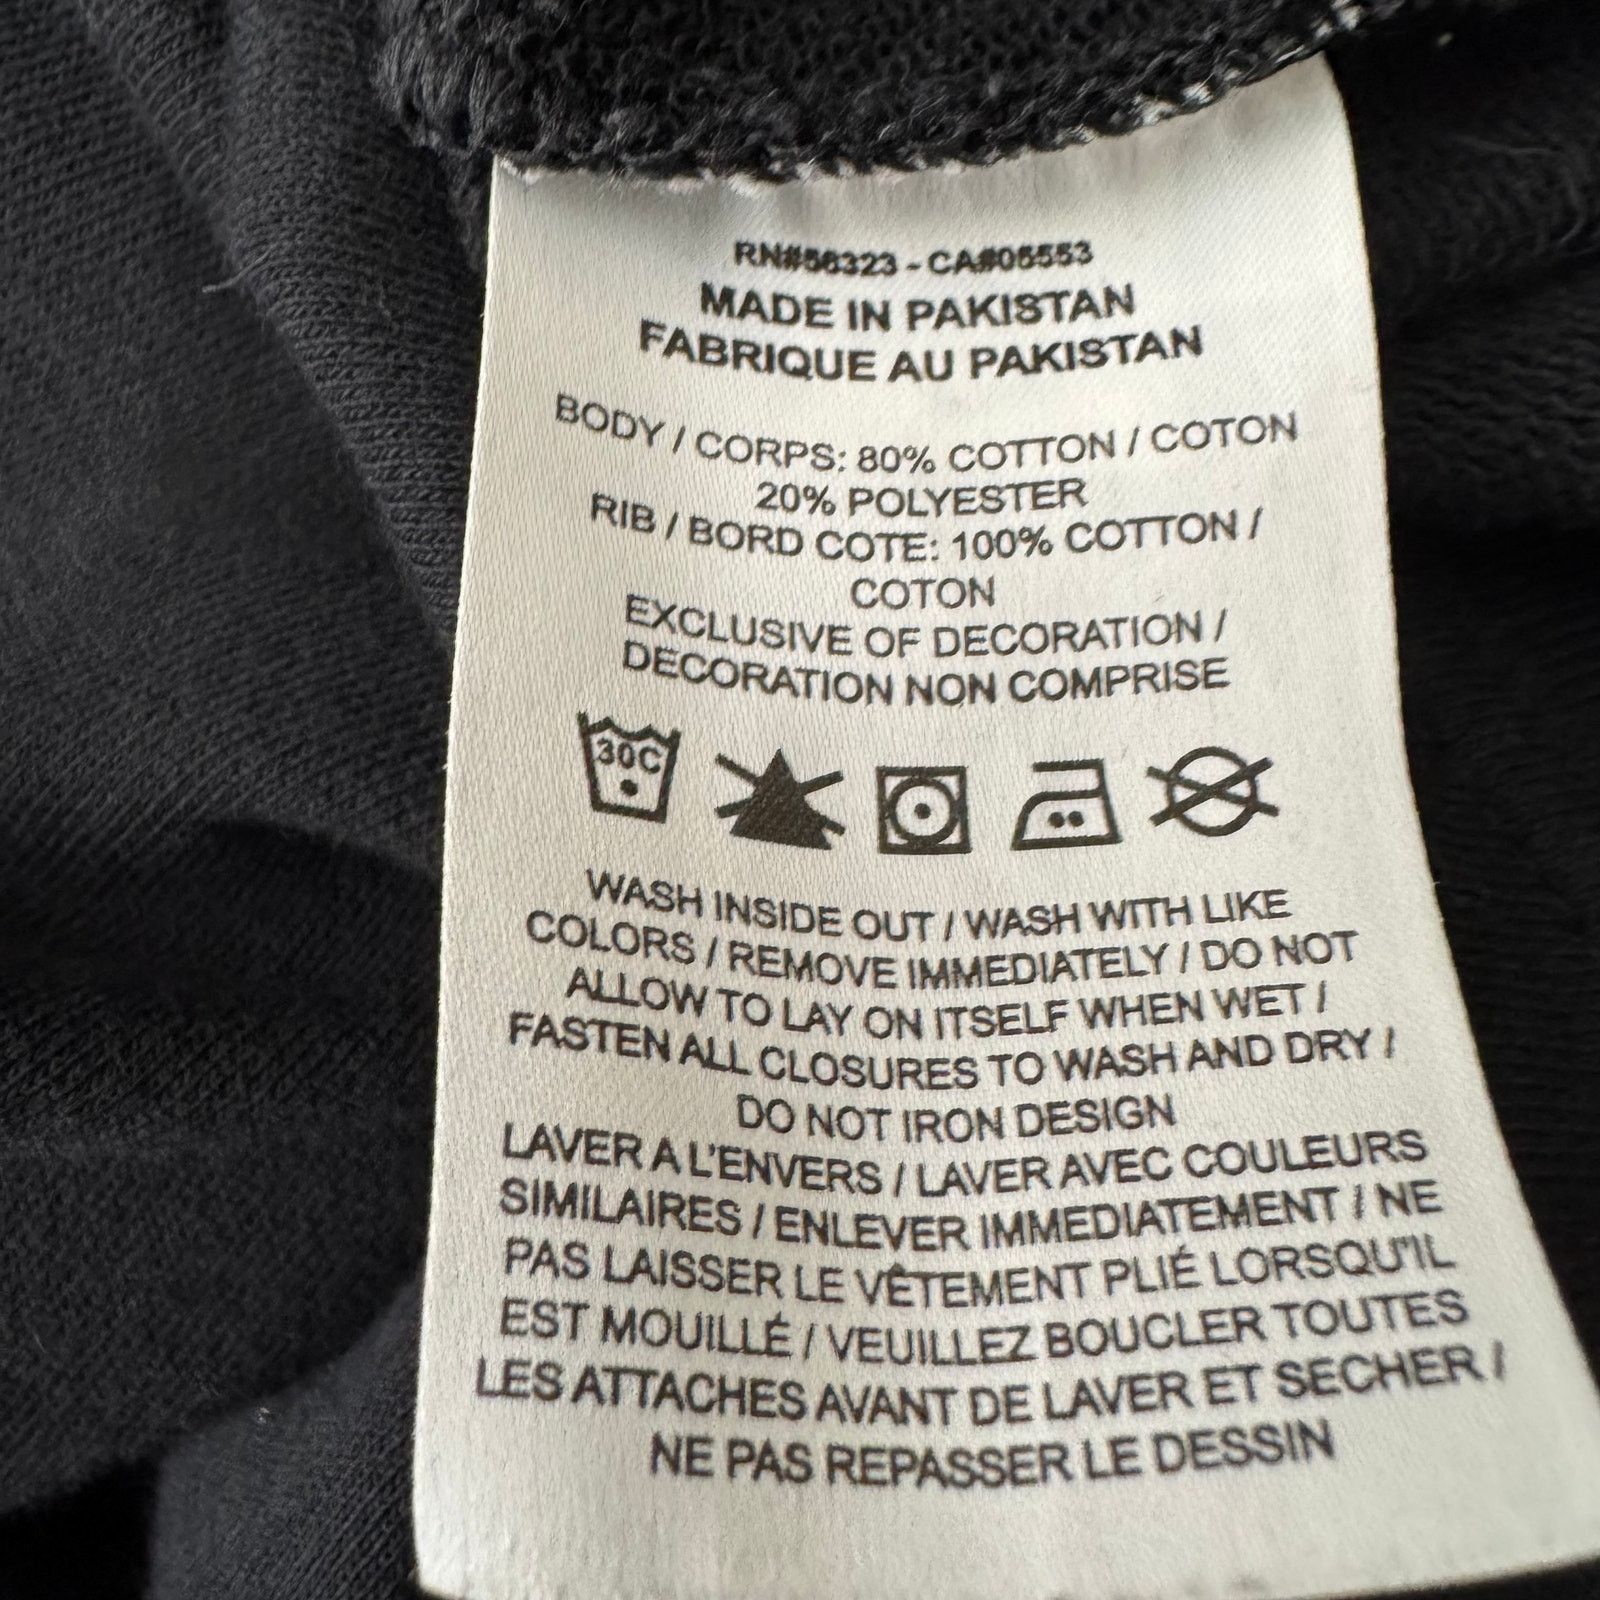 RN#56323 - CA#05553
MADE IN PAKISTAN
FABRIQUE AU PAKISTAN
BODY / CORPS: 80% COTTON / COTON
20% POLYESTER
RIB / BORD COTE: 100% COTTON /
COTON
EXCLUSIVE OF DECORATION /
DECORATION NON COMPRISE
30C
WASH INSIDE OUT / WASH WITH LIKE
COLORS / REMOVE IMMEDIATELY / DO NOT
ALLOW TO LAY ON ITSELF WHEN WET /
FASTEN ALL CLOSURES TO WASH AND DRY /
DO NOT IRON DESIGN
LAVER A L'ENVERS / LAVER AVEC COULEURS
SIMILAIRES / ENLEVER IMMEDIATEMENT / NE
PAS LAISSER LE VÊTEMENT PLIÉ LORSQU"IL
EST MOUILLÉ / VEUILLEZ BOUCLER TOUTES
LES ATTACHES AVANT DE LAVER ET SECHER /
NE PAS REPASSER LE DESSIN